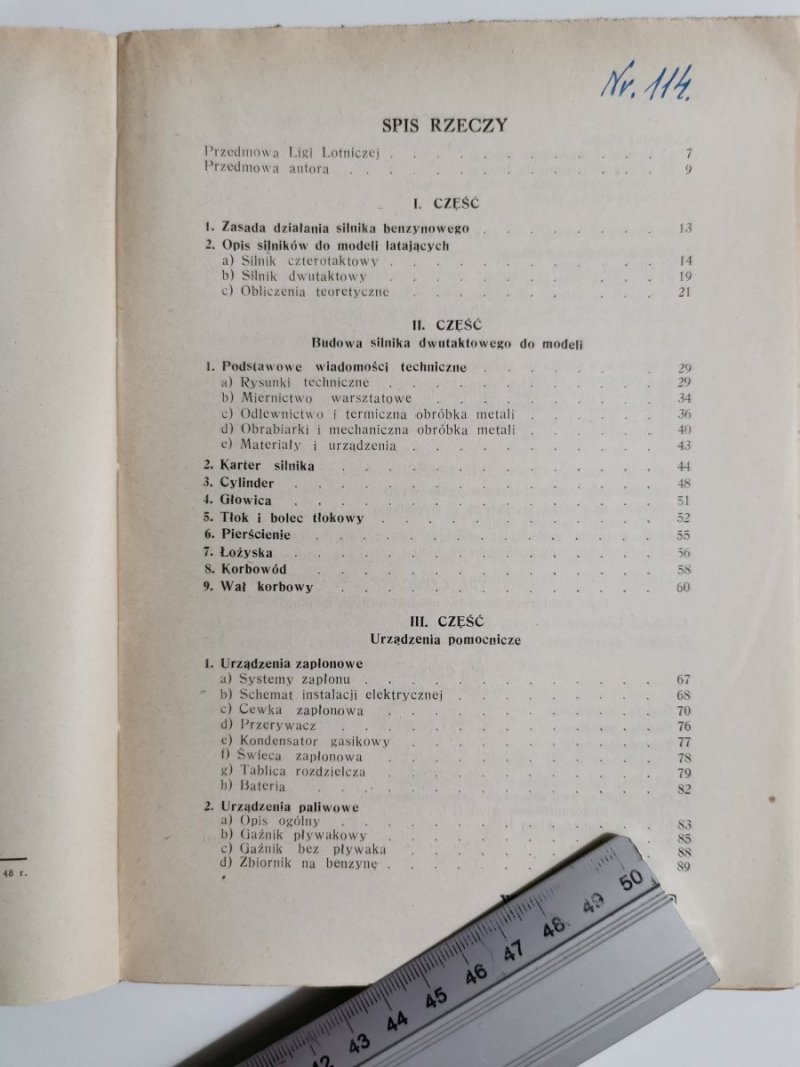 Nr. 114.
SPIS RZECZY
Przedmowa Ligi Lotniczej . . . . . . . . . . . . 7
Przedmowa autora . . . . . . . . . . . . . . 9
I. CZĘŚĆ
1. Zasada działania silnika benzynowego . . . . . . . . 13
2. Opis silników do modeli latających
a) Silnik czterotaktowy . . . . . . . . . . . 14
b) Silnik dwutaktowy . . . . . . . . . . . 19
c) Obliczenia teoretyczne . . . . . . . . . . . 21
II. CZĘŚĆ
Budowa silnika dwutaktowego do modeli
1. Podstawowe wiadomości techniczne . . . . . . . . 29
a) Rysunki techniczne . . . . . . . . . . . . 29
b) Miernictwo warsztatowe . . . . . . . . . . 34
c) Odlewnictwo i termiczna obróbka metali . . . . . . 36
d) Obrabiarki i mechaniczna obróbka metali . . . . . . 40
e) Materiały i urządzenia . . . . . . . . . . . 43
2. Karter silnika . . . . . . . . . . . . . . 44
3. Cylinder . . . . . . . . . . . . . . . . 48
4. Głowica . . . . . . . . . . . . . . . . 51
5. Tłok i bolec tłokowy . . . . . . . . . . . . 52
6. Pierścienie . . . . . . . . . . . . . . . 55
7. Łożyska . . . . . . . . . . . . . . . . 56
8. Korbowód . . . . . . . . . . . . . . . 58
9. Wał korbowy . . . . . . . . . . . . . . . 60
III. CZĘŚĆ
Urządzenia pomocnicze
1. Urządzenia zapłonowe
a) Systemy zapłonu . . . . . . . . . . . . . 67
b) Schemat instalacji elektrycznej . . . . . . . . . 68
c) Cewka zapłonowa . . . . . . . . . . . . 70
d) Przerywacz . . . . . . . . . . . . . . 76
e) Kondensator gasikowy . . . . . . . . . . . 77
f) Świeca zapłonowa . . . . . . . . . . . . 78
g) Tablica rozdzielcza . . . . . . . . . . . . 79
h) Bateria . . . . . . . . . . . . . . . 82
2. Urządzenia paliwowe
a) Opis ogólny . . . . . . . . . . . . . . 83
b) Gaźnik pływakowy . . . . . . . . . . . . 85
c) Gaźnik bez pływaka . . . . . . . . . . . 88
d) Zbiornik na benzynę . . . . . . . . . . . . 89
48 r.
42 43 44 45 46 47 48 49 50